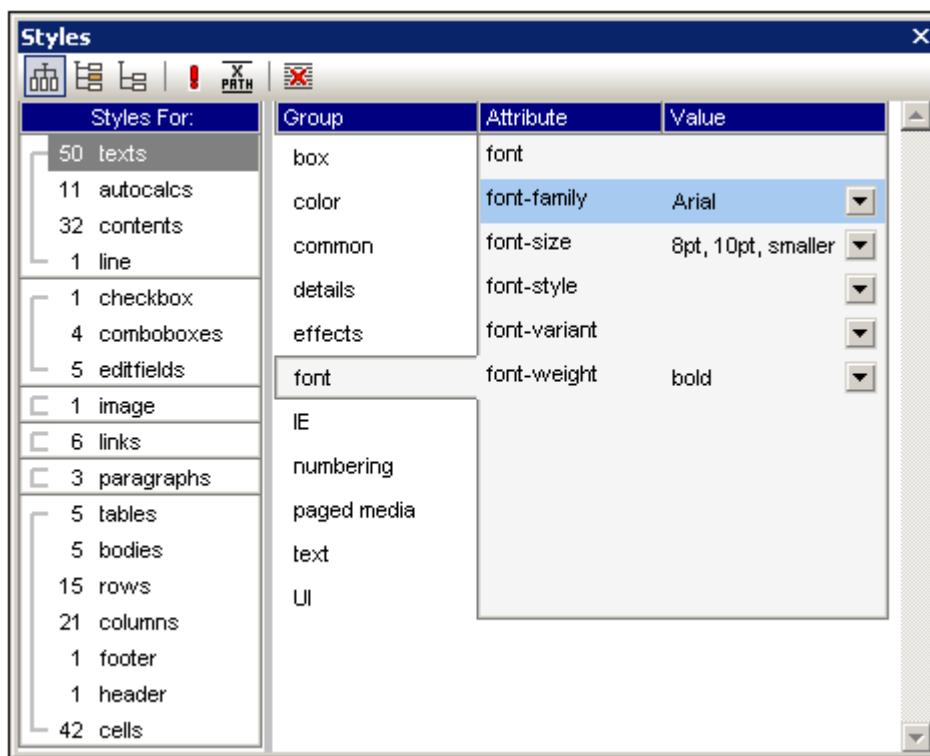 Styles
X PATH
Styles For:
50 texts
11 autocalcs
32 contents
1 line
1 checkbox
4 comboboxes
5 editfields
1 image
6 links
3 paragraphs
5 tables
5 bodies
15 rows
21 columns
1 footer
1 header
42 cells
Group
box
color
common
details
effects
font
IE
numbering
paged media
text
UI
Attribute Value
font
font-family Arial
font-size 8pt, 10pt, smaller
font-style
font-variant
font-weight bold